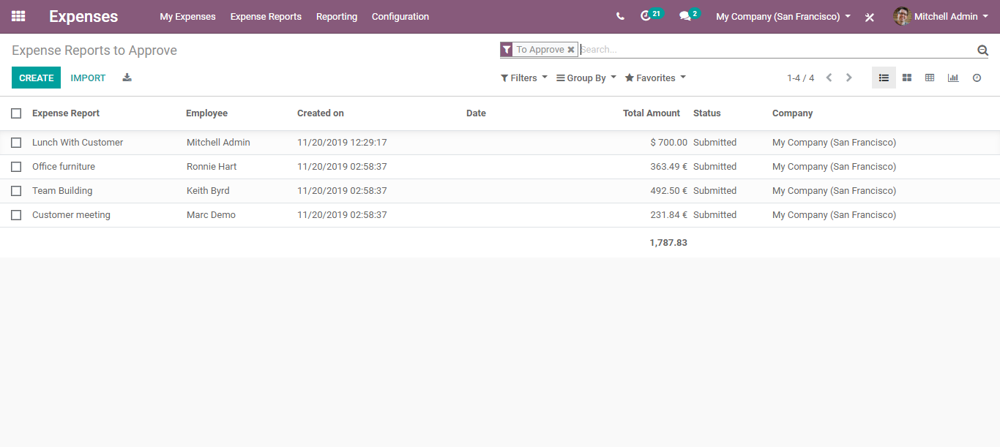 Expenses My Expenses Expense Reports Reporting Configuration 21 2 My Company (San Francisco) Mitchell Admin
Expense Reports to Approve To Approve Search...
CREATE IMPORT Filters Group By Favorites 1-4 / 4
Expense Report Employee Created on Date Total Amount Status Company
Lunch With Customer Mitchell Admin 11/20/2019 12:29:17 $ 700.00 Submitted My Company (San Francisco)
Office furniture Ronnie Hart 11/20/2019 02:58:37 363.49 € Submitted My Company (San Francisco)
Team Building Keith Byrd 11/20/2019 02:58:37 492.50 € Submitted My Company (San Francisco)
Customer meeting Marc Demo 11/20/2019 02:58:37 231.84 € Submitted My Company (San Francisco)
1,787.83